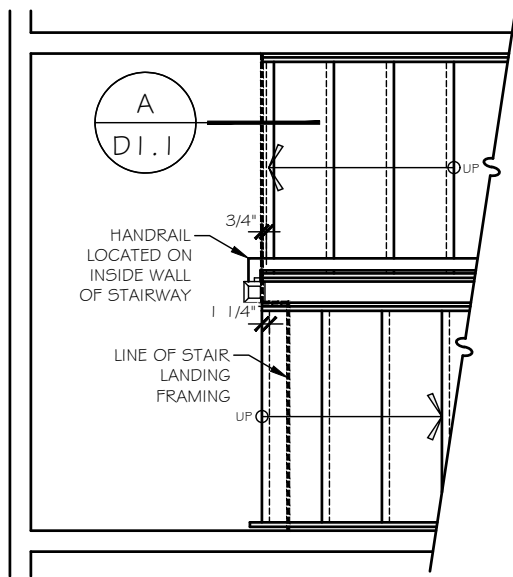 A
D1.1
UP
3/4"
HANDRAIL
LOCATED ON
INSIDE WALL
OF STAIRWAY
1 1/4"
LINE OF STAIR
LANDING
FRAMING
UP